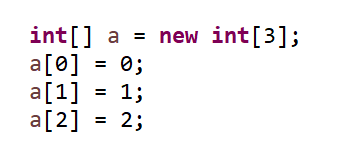 int[] a = new int[3];
a[0] = 0;
a[1] = 1;
a[2] = 2;